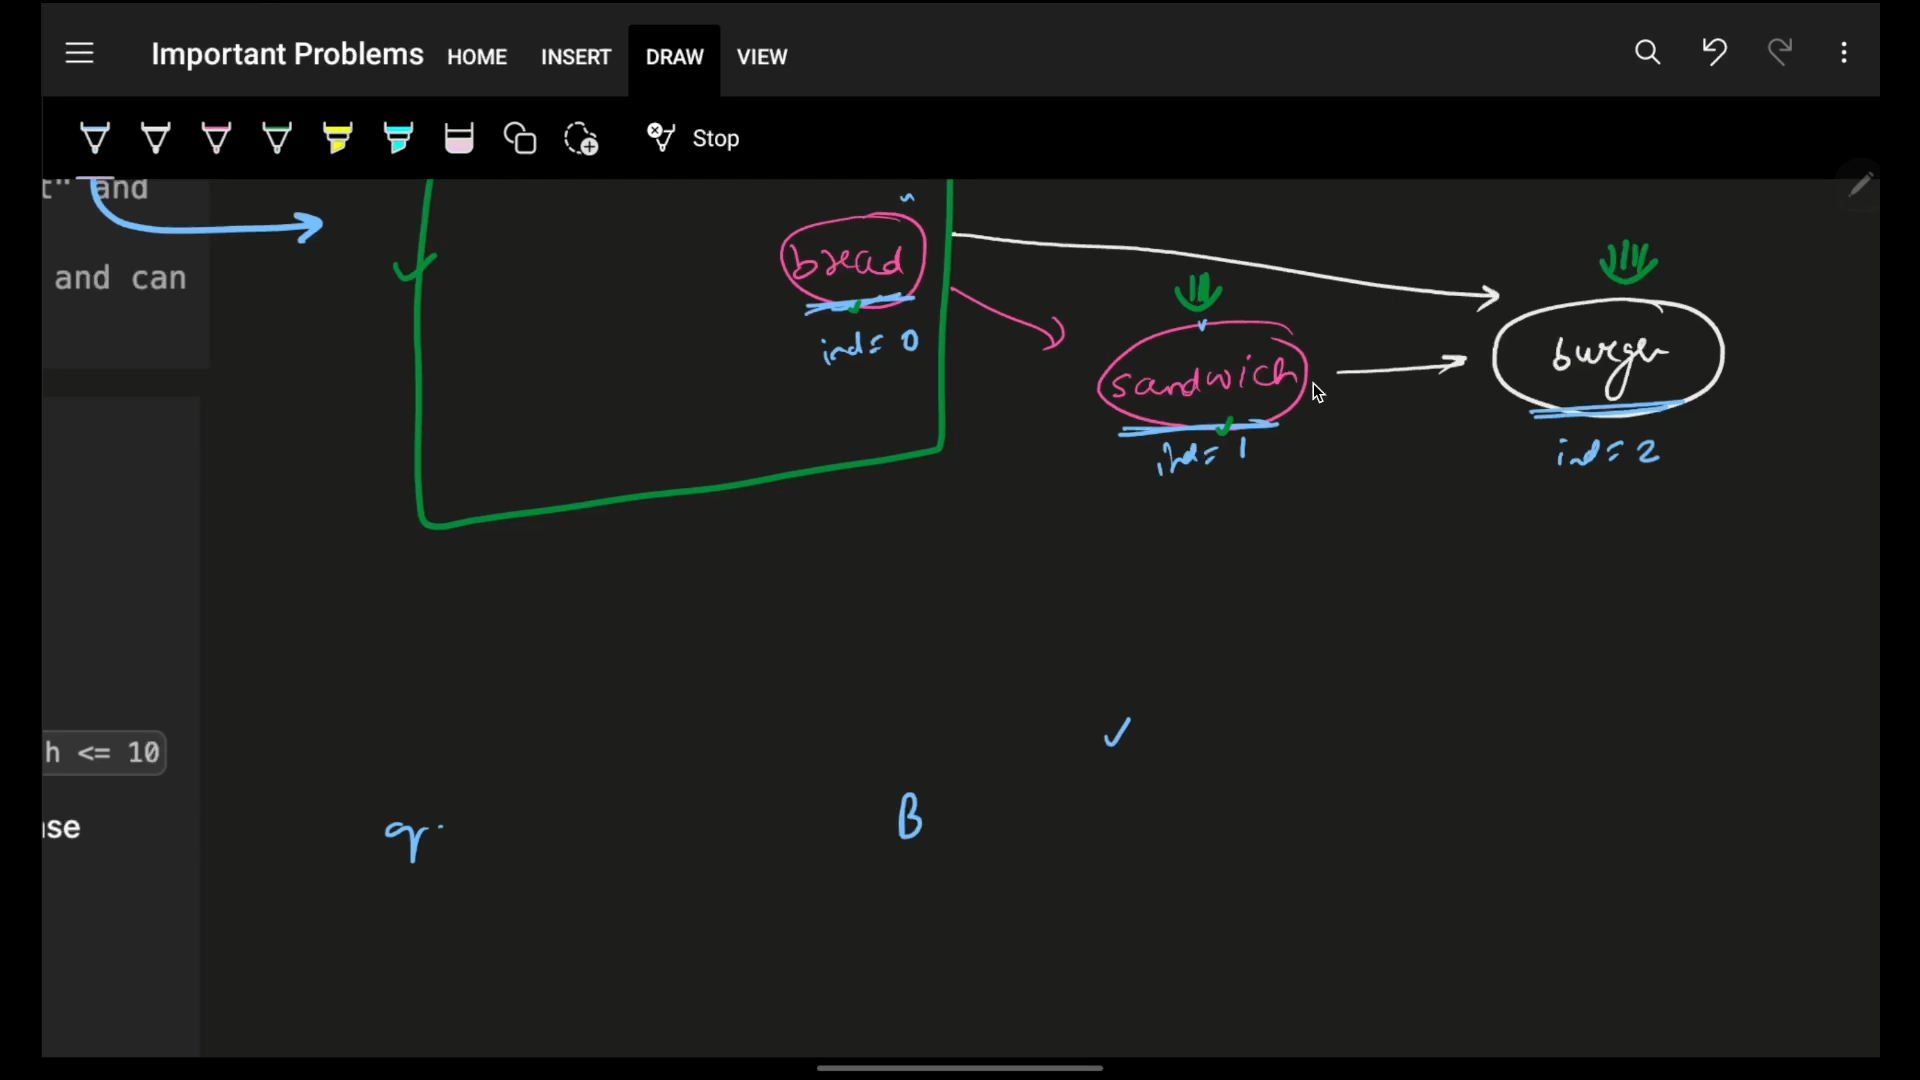 Important Problems HOME INSERT DRAW VIEW
Stop
t" and
and can
bread
ind = 0
sandwich
ind = 1
burger
ind = 2
h <= 10
se
q.
B